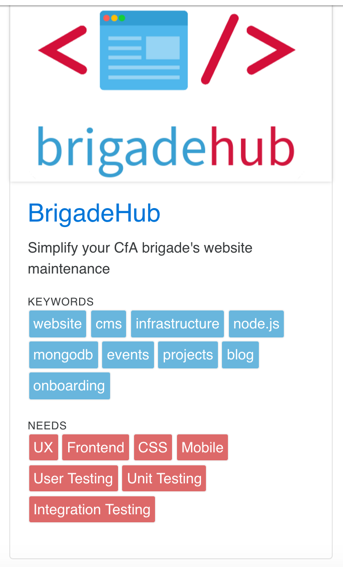 < / >
brigadehub
BrigadeHub
Simplify your CfA brigade's website
maintenance
KEYWORDS
website cms infrastructure node.js
mongodb events projects blog
onboarding
NEEDS
UX Frontend CSS Mobile
User Testing Unit Testing
Integration Testing